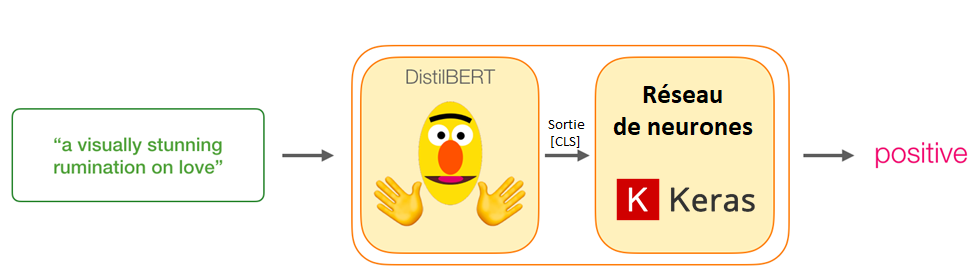 “a visually stunning
rumination on love”
DistilBERT
Sortie
[CLS]
Réseau
de neurones
K Keras
positive